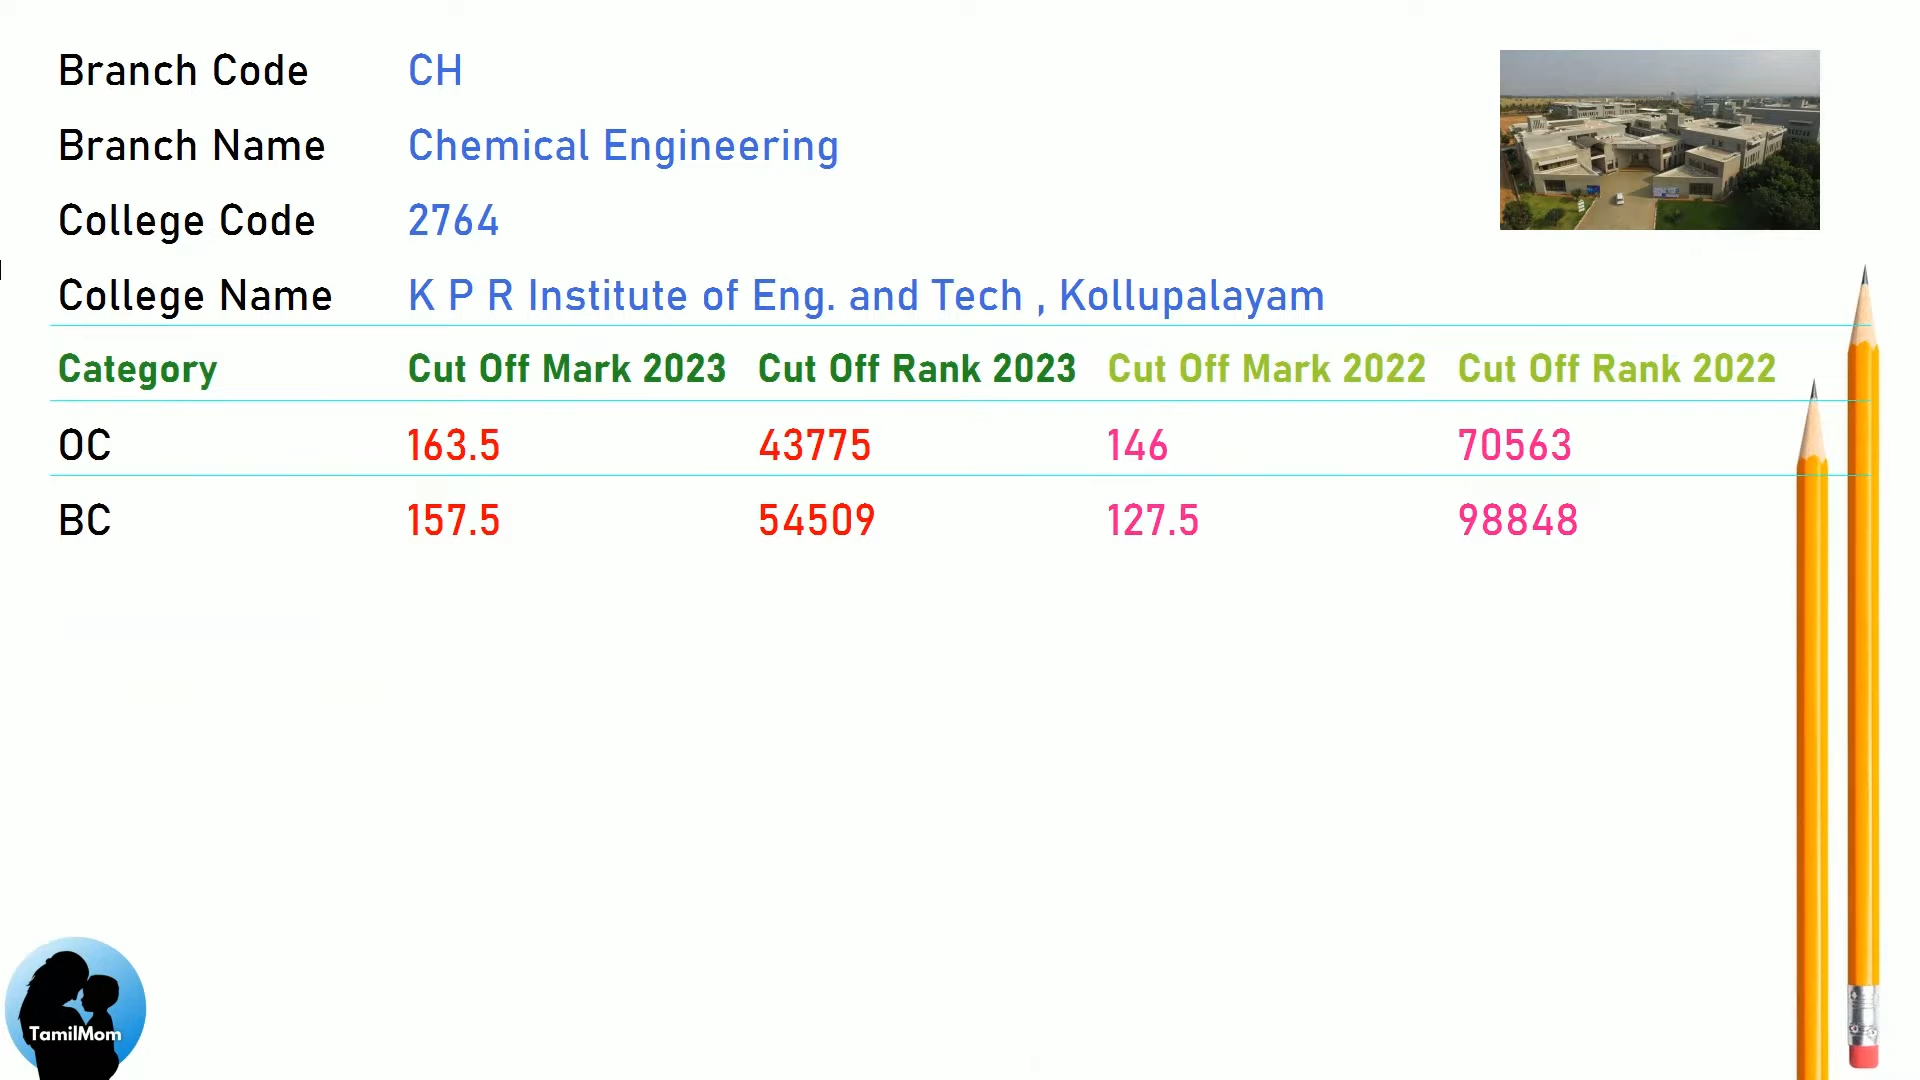 Branch Code CH
Branch Name Chemical Engineering
College Code 2764
College Name K P R Institute of Eng. and Tech , Kollupalayam
Category Cut Off Mark 2023 Cut Off Rank 2023 Cut Off Mark 2022 Cut Off Rank 2022
OC 163.5 43775 146 70563
BC 157.5 54509 127.5 98848
TamilMom